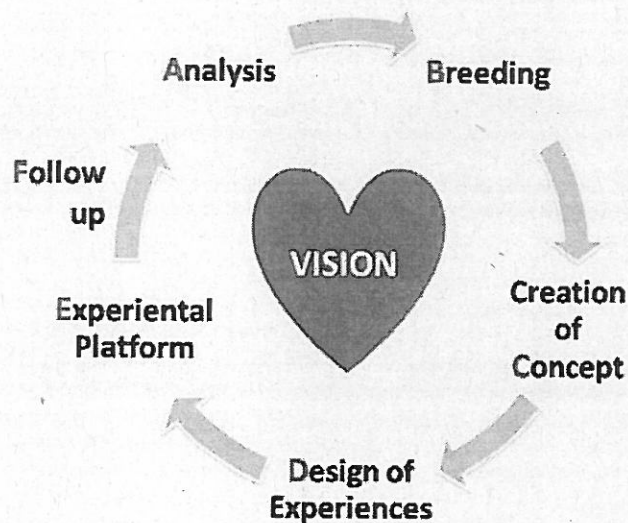 Analysis
Breeding
Creation
of
Concept
Design of
Experiences
Experiental
Platform
Follow
up
VISION